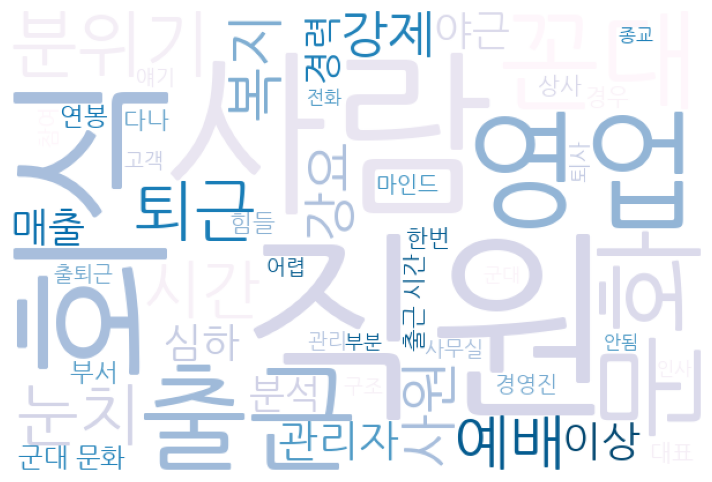 분위기
복지
경력
강제
야근
꼰대
종교
얘기
전화
상사
경우
연봉
다나
고객
회식
사람
영업
퇴사
마인드
강요
퇴근
힘들
매출
한번
직원
문화
출퇴근
시간
어렵
출근 시간
군대
심하
관리
부분
사무실
안됨
부서
분석
구조
사원
경영진
인사
눈치
출근
관리자
예배
이상
대표
군대 문화